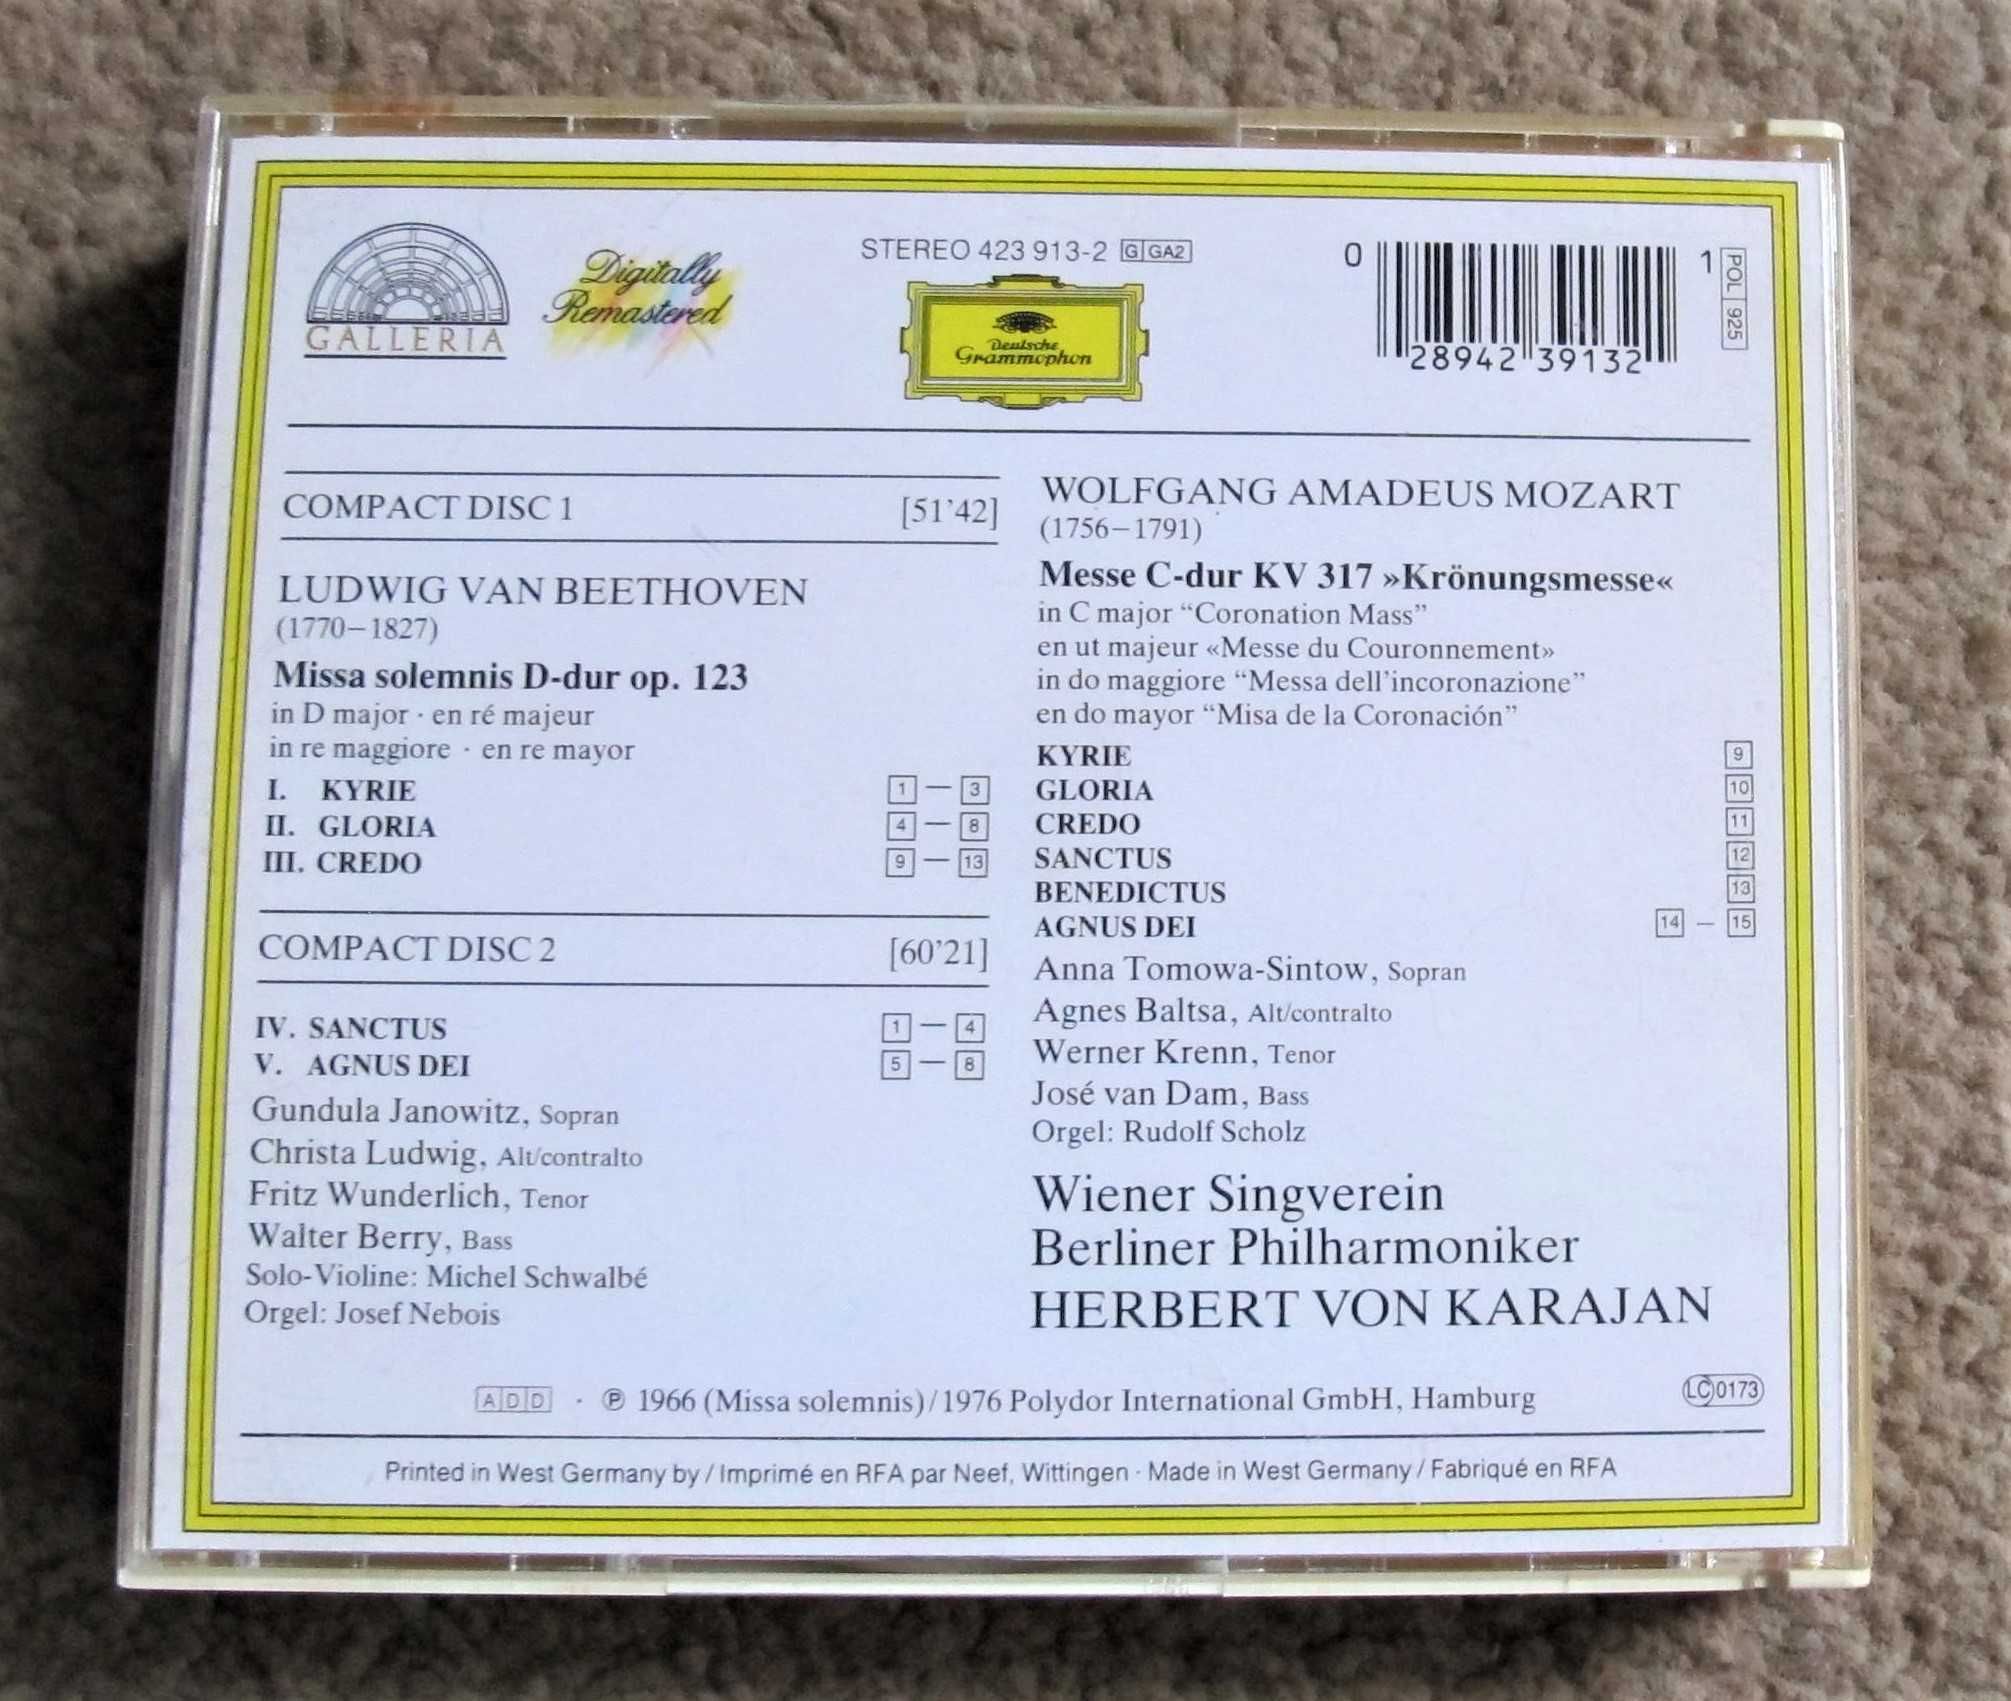 GALLERIA
Digitally
Remastered
STEREO 423 913-2 G GA2
Deutsche
Grammophon
0 28942 39132 1
POL 925
COMPACT DISC 1 [51'42]
LUDWIG VAN BEETHOVEN
(1770–1827)
Missa solemnis D-dur op. 123
in D major · en ré majeur
in re maggiore · en re mayor
I. KYRIE 1 — 3
II. GLORIA 4 — 8
III. CREDO 9 — 13
COMPACT DISC 2 [60'21]
IV. SANCTUS 1 — 4
V. AGNUS DEI 5 — 8
Gundula Janowitz, Sopran
Christa Ludwig, Alt/contralto
Fritz Wunderlich, Tenor
Walter Berry, Bass
Solo-Violine: Michel Schwalbé
Orgel: Josef Nebois
WOLFGANG AMADEUS MOZART
(1756–1791)
Messe C-dur KV 317 »Krönungsmesse«
in C major “Coronation Mass”
en ut majeur «Messe du Couronnement»
in do maggiore “Messa dell'incoronazione”
en do mayor “Misa de la Coronación”
KYRIE 9
GLORIA 10
CREDO 11
SANCTUS 12
BENEDICTUS 13
AGNUS DEI 14 – 15
Anna Tomowa-Sintow, Sopran
Agnes Baltsa, Alt/contralto
Werner Krenn, Tenor
José van Dam, Bass
Orgel: Rudolf Scholz
Wiener Singverein
Berliner Philharmoniker
HERBERT VON KARAJAN
ADD · ℗ 1966 (Missa solemnis)/1976 Polydor International GmbH, Hamburg
LC 0173
Printed in West Germany by / Imprimé en RFA par Neef, Wittingen · Made in West Germany / Fabriqué en RFA